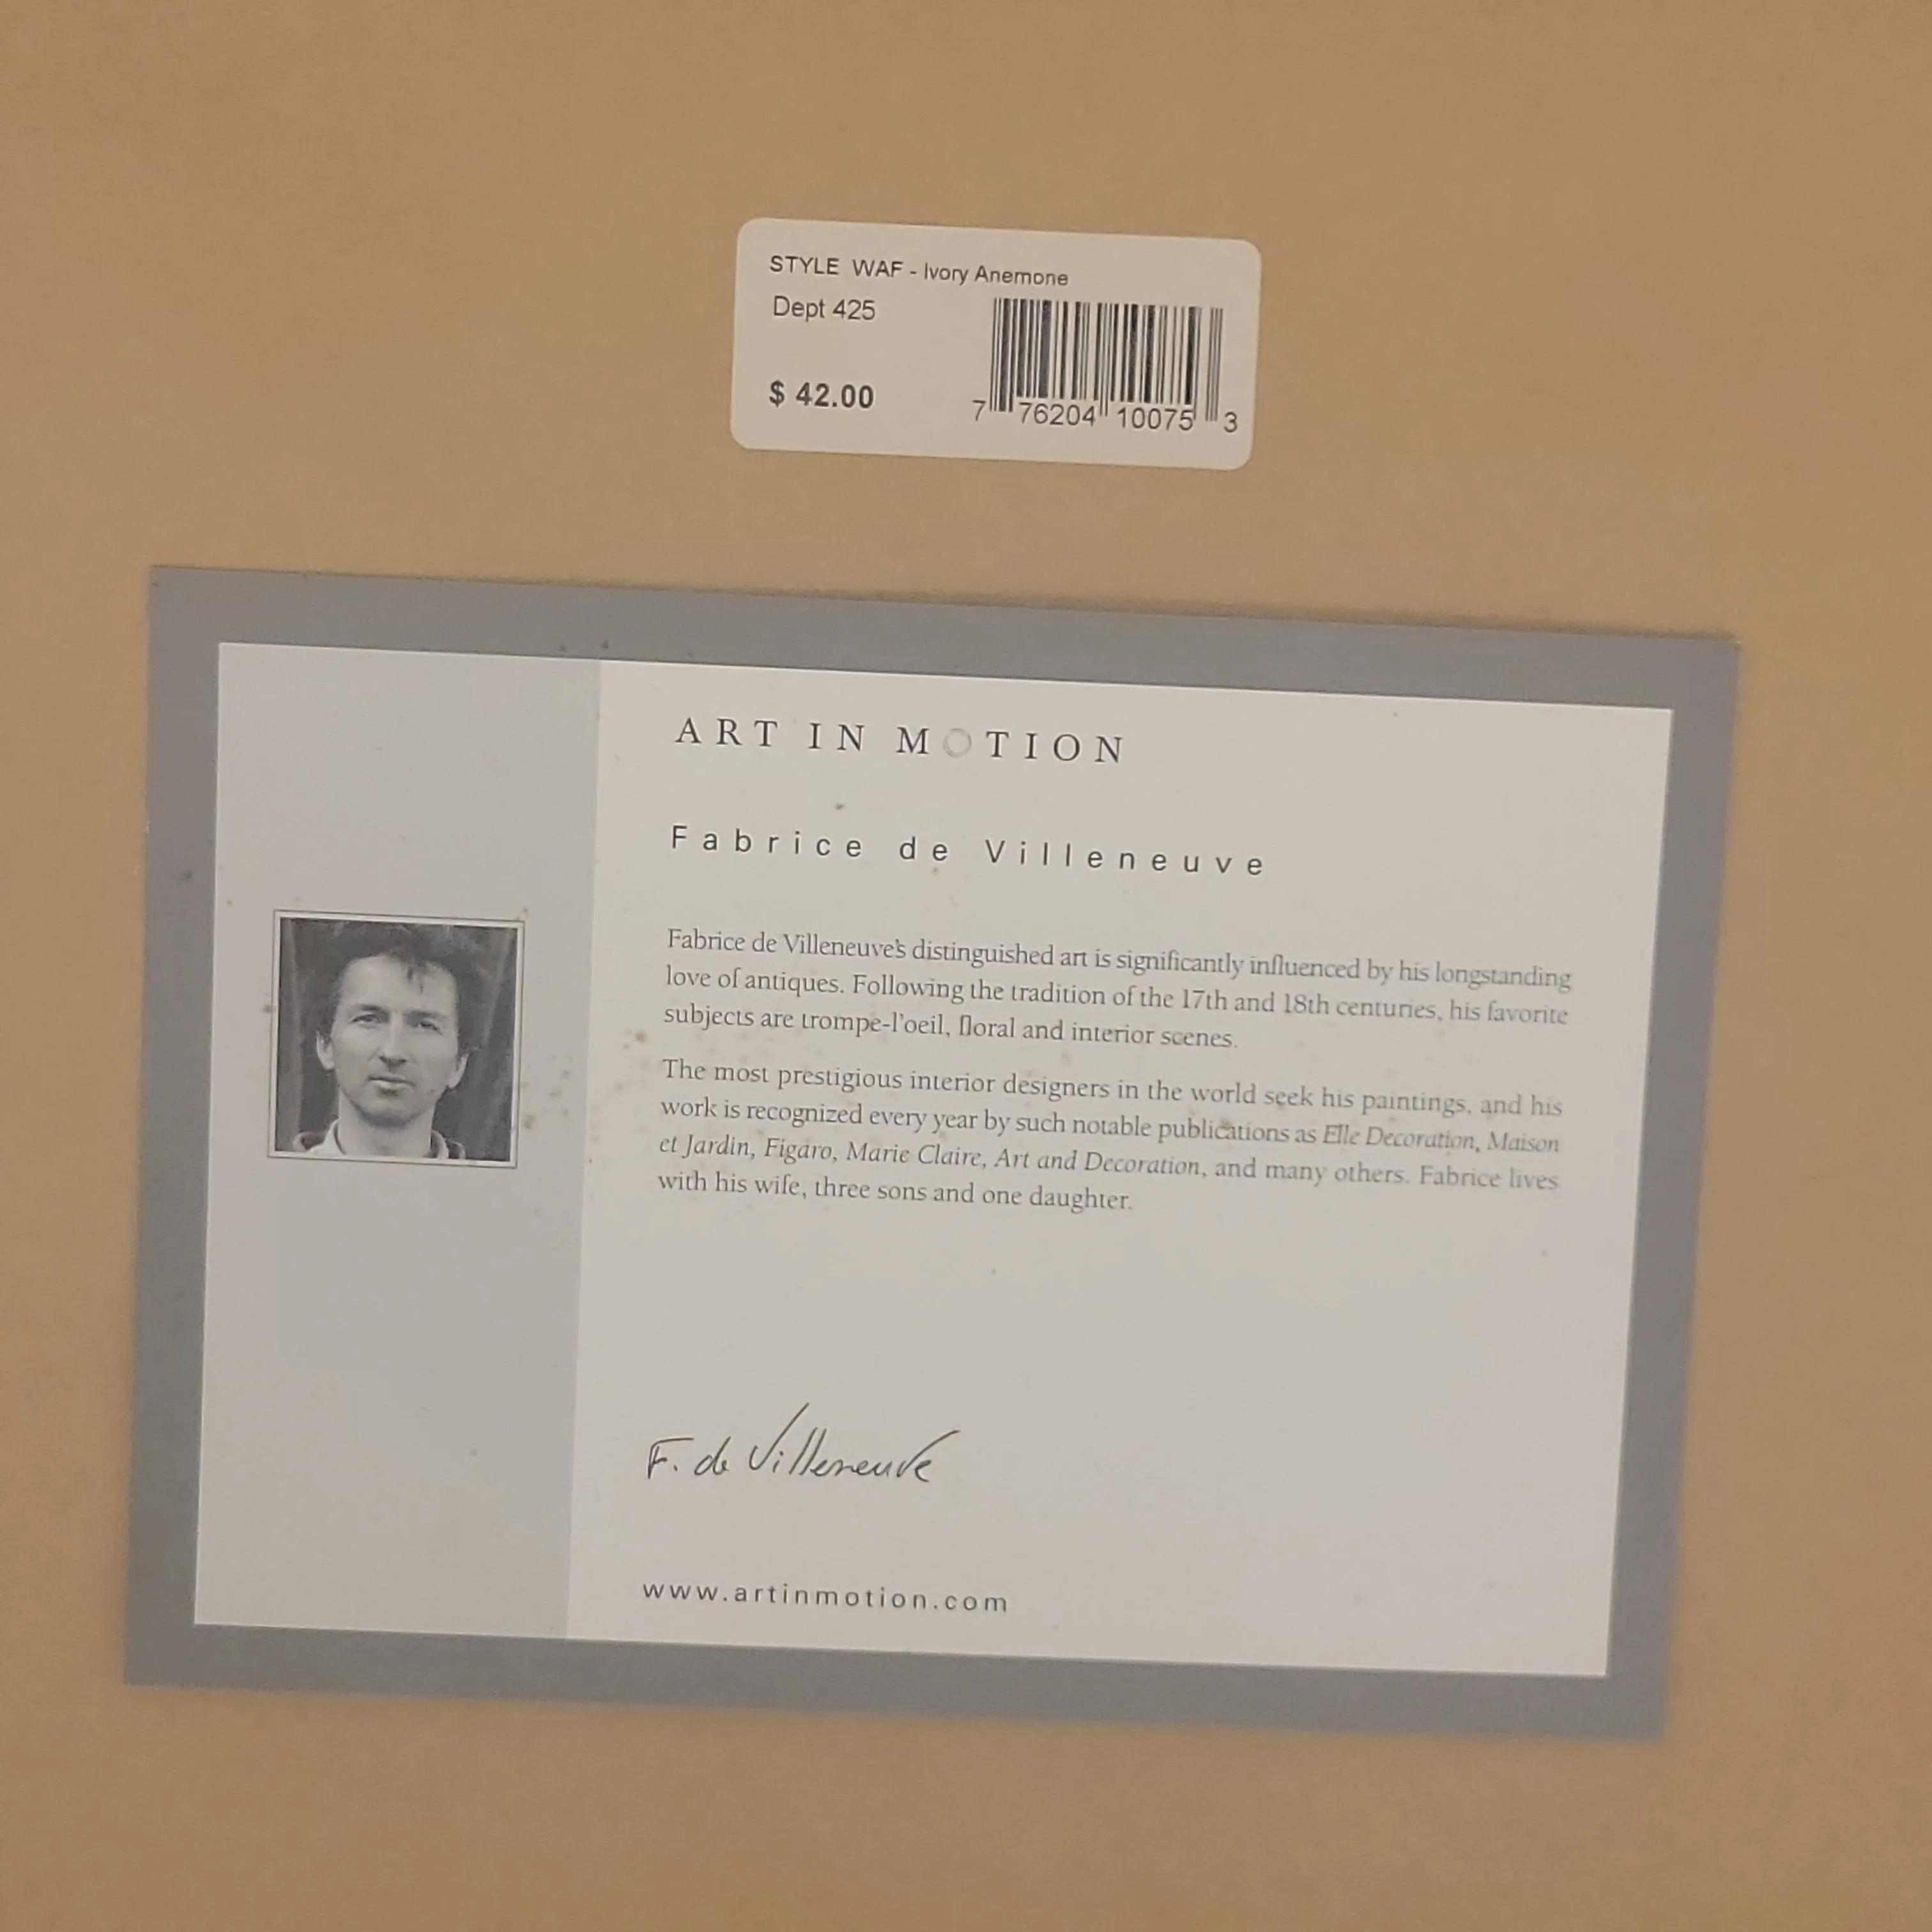 STYLE WAF - Ivory Anemone
Dept 425
$ 42.00
7 76204 10075 3
ART IN MOTION
Fabrice de Villeneuve
Fabrice de Villeneuve's distinguished art is significantly influenced by his longstanding
love of antiques. Following the tradition of the 17th and 18th centuries, his favorite
subjects are trompe-l'oeil, floral and interior scenes.
The most prestigious interior designers in the world seek his paintings, and his
work is recognized every year by such notable publications as Elle Decoration, Maison
et Jardin, Figaro, Marie Claire, Art and Decoration, and many others. Fabrice lives
with his wife, three sons and one daughter.
F. de Villeneuve
www.artinmotion.com